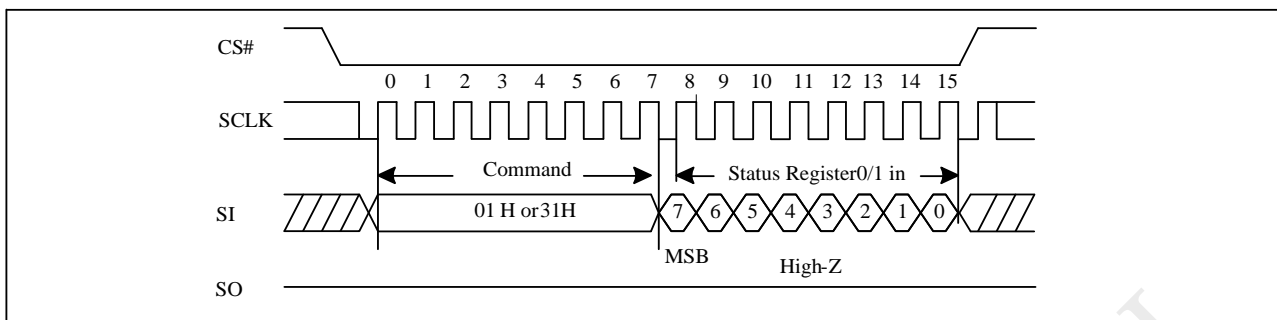 CS#
0 1 2 3 4 5 6 7 8 9 10 11 12 13 14 15
SCLK
Command Status Register0/1 in
SI 01 H or31H 7 6 5 4 3 2 1 0
MSB
High-Z
SO